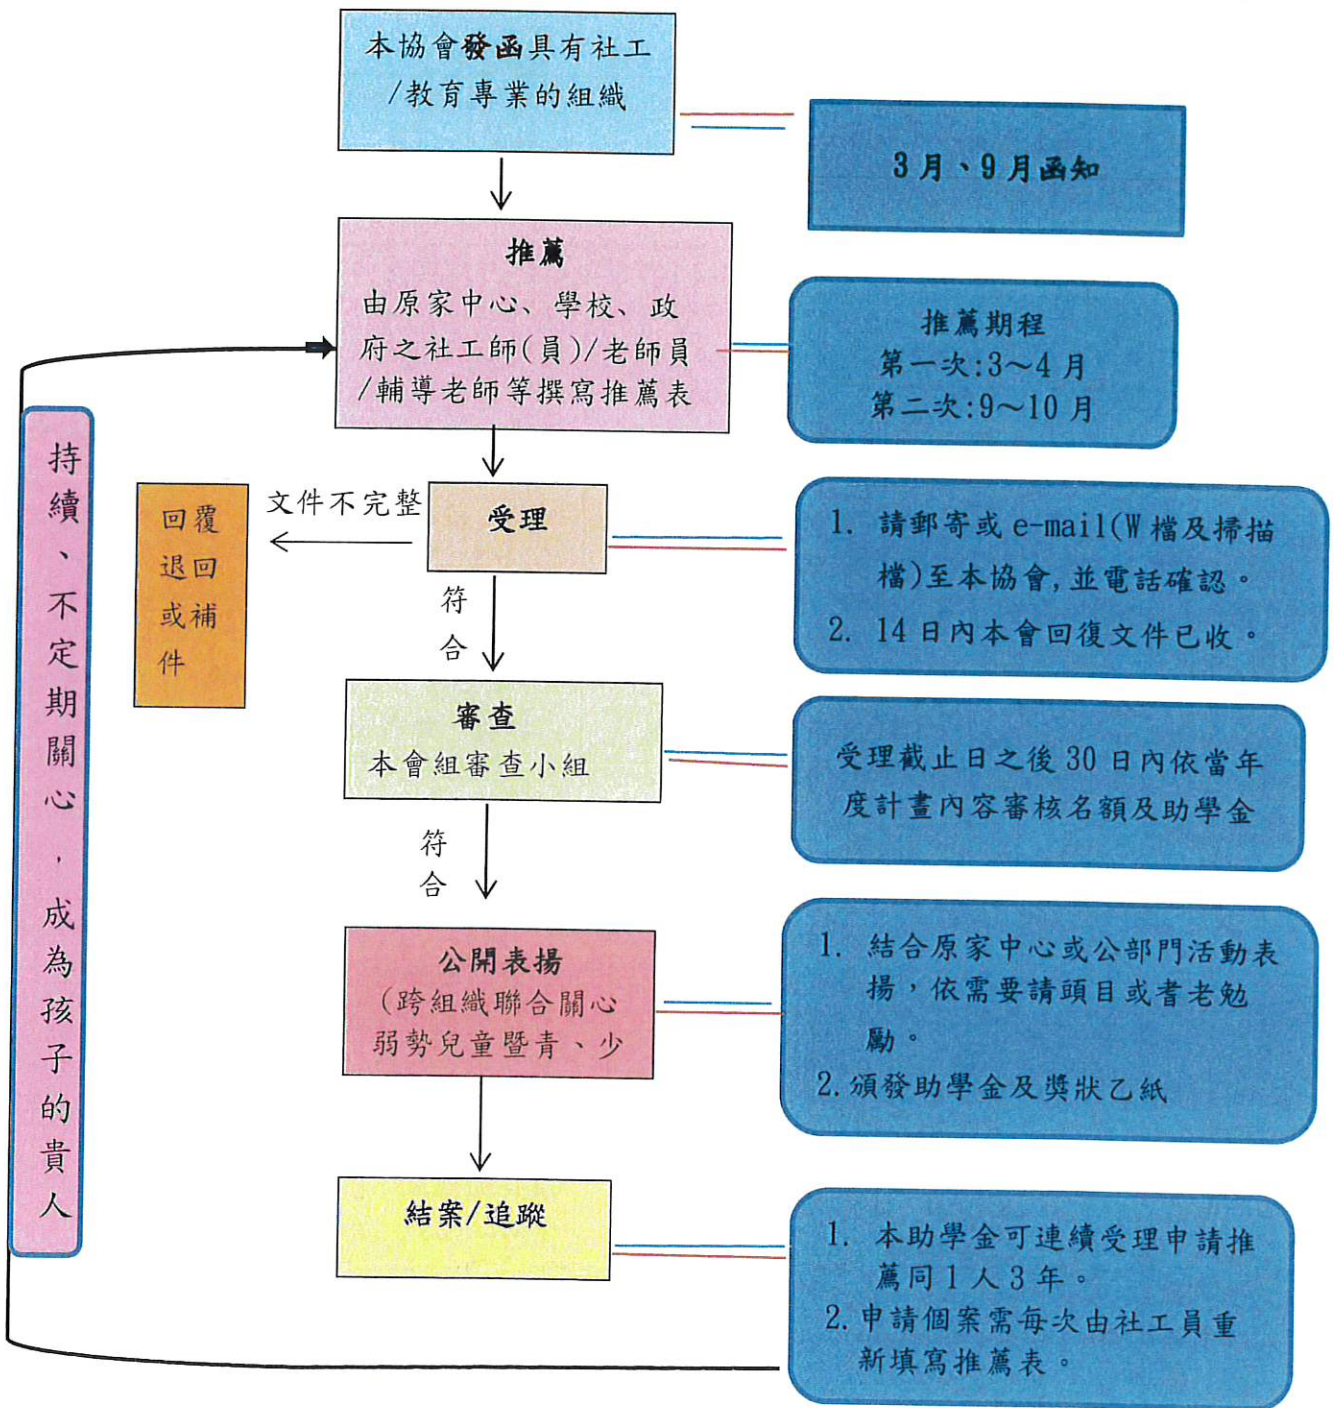 本協會發函具有社工
/教育專業的組織
3月、9月函知
推薦
由原家中心、學校、政
府之社工師(員)/老師員
/輔導老師等撰寫推薦表
推薦期程
第一次:3～4月
第二次:9～10月
持續、不定期關心，成為孩子的貴人
回覆
退回
或補
件
文件不完整
受理
1. 請郵寄或 e-mail(W檔及掃描
檔)至本協會,並電話確認。
2. 14日內本會回復文件已收。
符
合
審查
本會組審查小組
受理截止日之後30日內依當年
度計畫內容審核名額及助學金
符
合
公開表揚
(跨組織聯合關心
弱勢兒童暨青、少
1. 結合原家中心或公部門活動表
揚，依需要請頭目或耆老勉
勵。
2.頒發助學金及獎狀乙紙
結案/追蹤
1. 本助學金可連續受理申請推
薦同1人3年。
2.申請個案需每次由社工員重
新填寫推薦表。